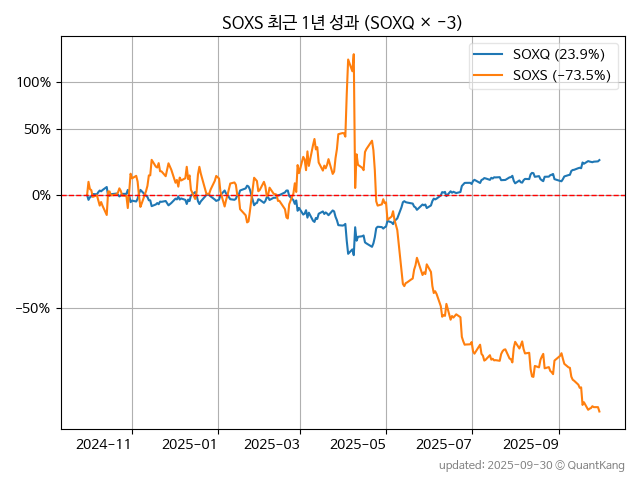 SOXS 최근 1년 성과 (SOXQ × −3)
SOXQ (23.9%)
SOXS (−73.5%)
100%
50%
0%
−50%
2024−11 2025−01 2025−03 2025−05 2025−07 2025−09
updated: 2025-09-30 © QuantKang